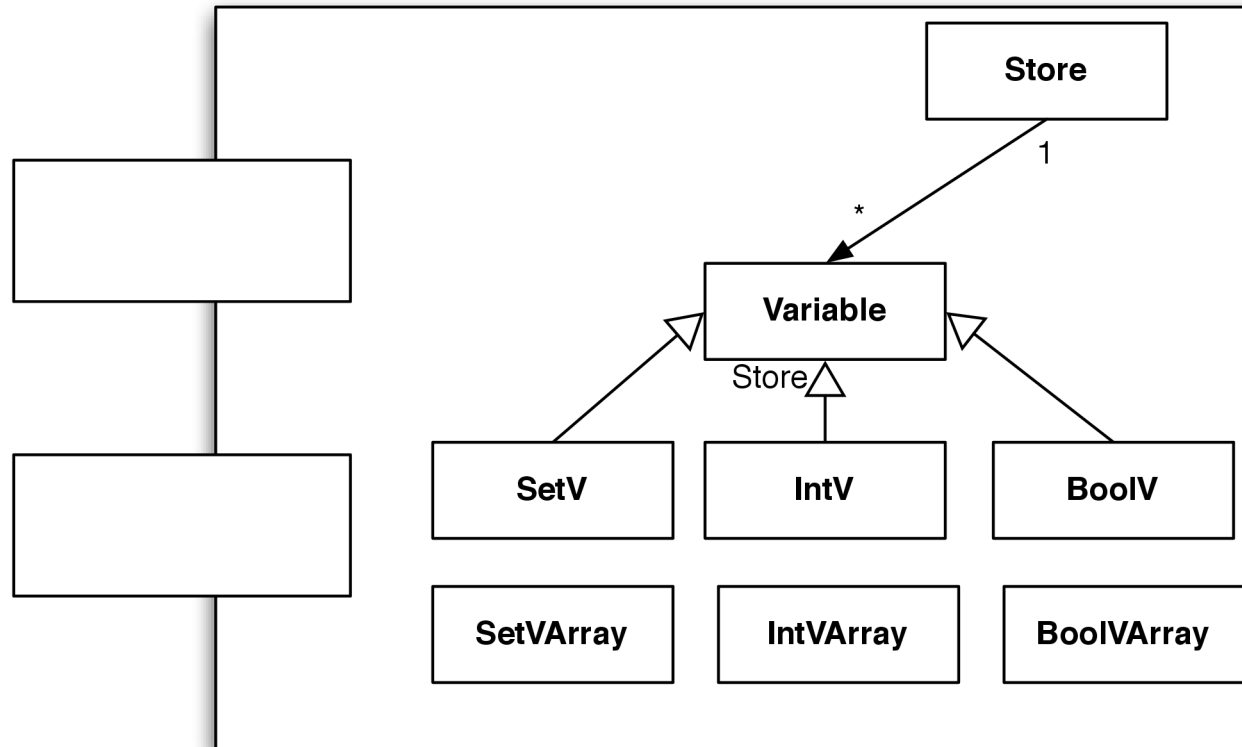 Store
1
*
Variable
Store
SetV
IntV
BoolV
SetVArray
IntVArray
BoolVArray